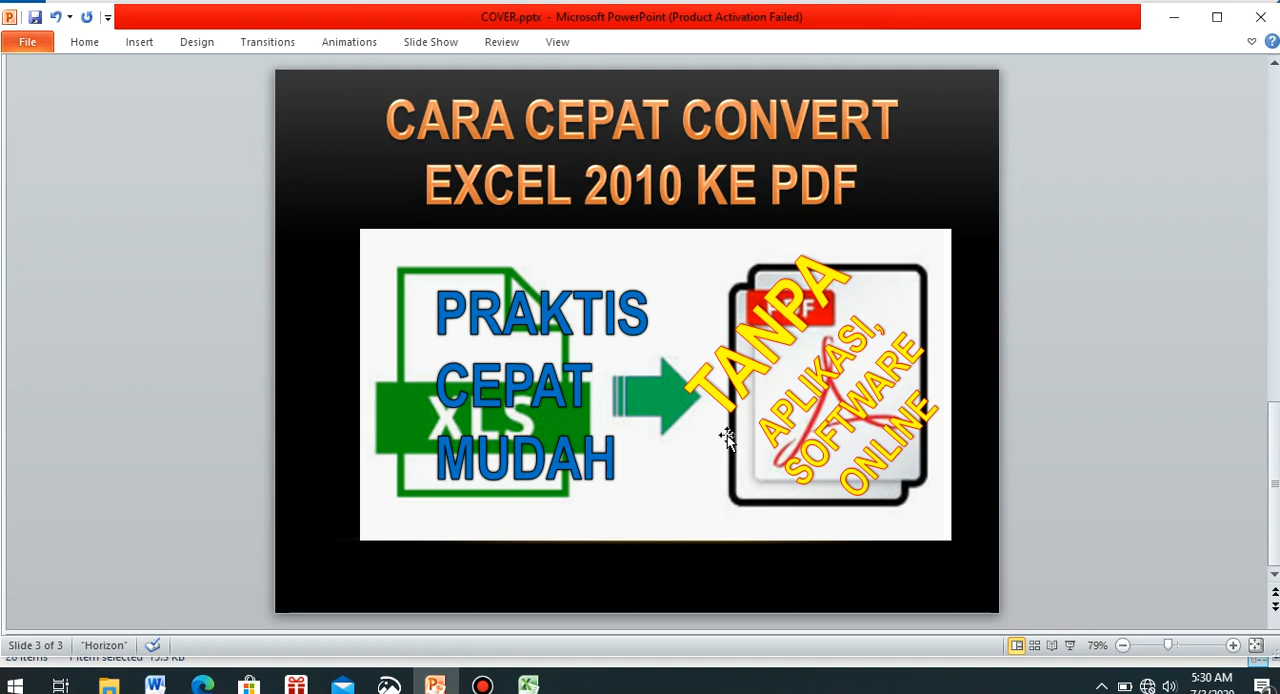 COVER.pptx - Microsoft PowerPoint (Product Activation Failed)
File Home Insert Design Transitions Animations Slide Show Review View
CARA CEPAT CONVERT
EXCEL 2010 KE PDF
PRAKTIS
CEPAT
MUDAH
XLS
PDF
TANPA
APLIKASI,
SOFTWARE
ONLINE
Slide 3 of 3 "Horizon" 79%
5:30 AM